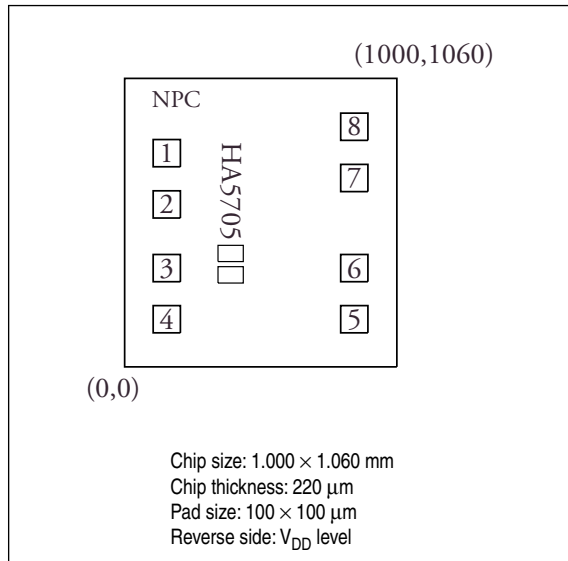 (1000,1060)
NPC
8
1
HA5705
7
2
3
6
4
5
(0,0)
Chip size: 1.000 × 1.060 mm
Chip thickness: 220 µm
Pad size: 100 × 100 µm
Reverse side: VDD level